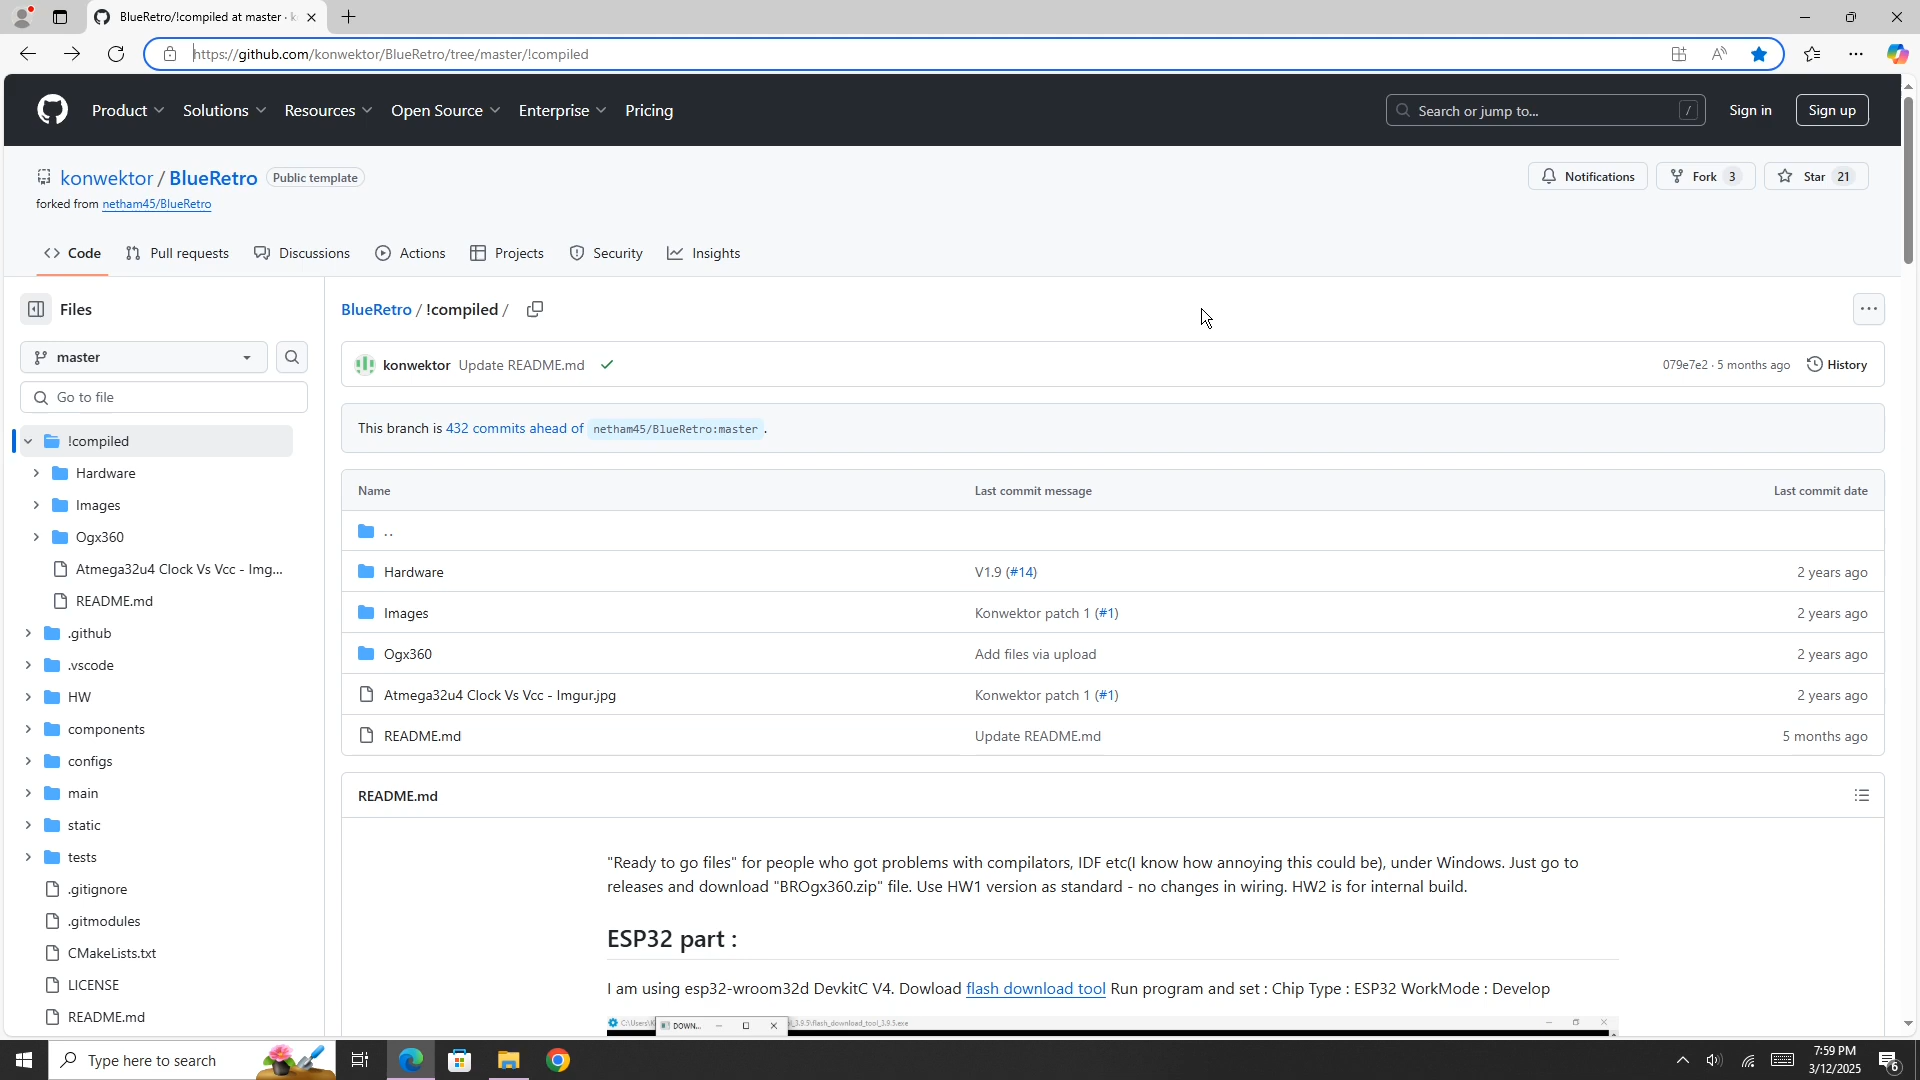 BlueRetro/!compiled at master · k
https://github.com/konwektor/BlueRetro/tree/master/!compiled
Product
Solutions
Resources
Open Source
Enterprise
Pricing
Search or jump to...
/
Sign in
Sign up
konwektor / BlueRetro
Public template
Notifications
Fork 3
Star 21
forked from netham45/BlueRetro
Code
Pull requests
Discussions
Actions
Projects
Security
Insights
Files
BlueRetro / !compiled /
master
konwektor Update README.md
079e7e2 · 5 months ago
History
Go to file
This branch is 432 commits ahead of netham45/BlueRetro:master .
!compiled
Hardware
Images
Ogx360
Atmega32u4 Clock Vs Vcc - Img...
README.md
.github
.vscode
HW
components
configs
main
static
tests
.gitignore
.gitmodules
CMakeLists.txt
LICENSE
README.md
Name Last commit message Last commit date
..
Hardware V1.9 (#14) 2 years ago
Images Konwektor patch 1 (#1) 2 years ago
Ogx360 Add files via upload 2 years ago
Atmega32u4 Clock Vs Vcc - Imgur.jpg Konwektor patch 1 (#1) 2 years ago
README.md Update README.md 5 months ago
README.md
"Ready to go files" for people who got problems with compilators, IDF etc(I know how annoying this could be), under Windows. Just go to
releases and download "BROgx360.zip" file. Use HW1 version as standard - no changes in wiring. HW2 is for internal build.
ESP32 part :
I am using esp32-wroom32d DevkitC V4. Dowload flash download tool Run program and set : Chip Type : ESP32 WorkMode : Develop
DOWN...
Type here to search
7:59 PM
3/12/2025
6